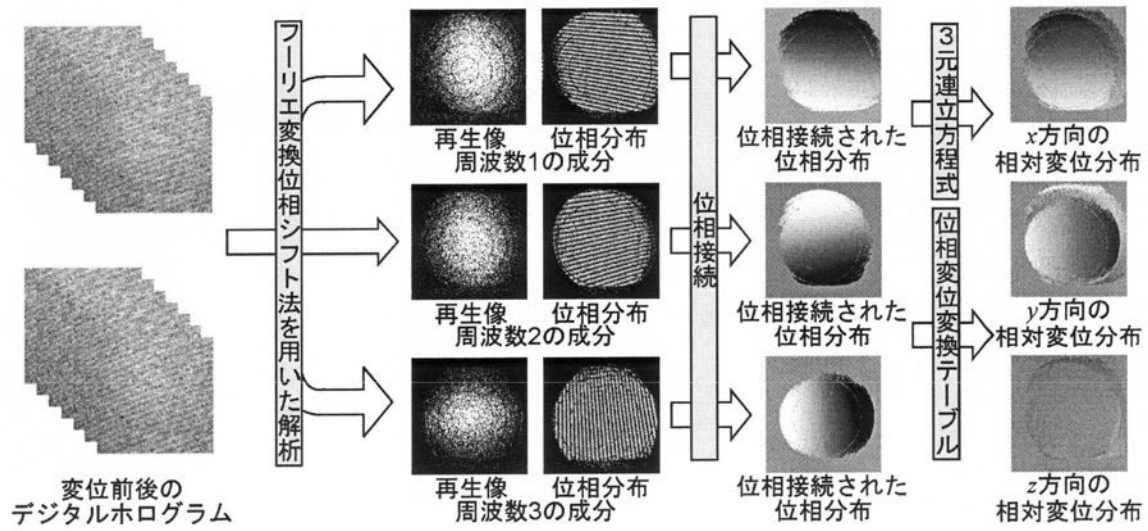 変位前後の
デジタルホログラム
フーリエ変換位相シフト法を用いた解析
再生像
位相分布
周波数1の成分
再生像
位相分布
周波数2の成分
再生像
位相分布
周波数3の成分
位相接続
位相接続された
位相分布
位相接続された
位相分布
位相接続された
位相分布
3元連立方程式
位相変位変換テーブル
x方向の
相対変位分布
y方向の
相対変位分布
z方向の
相対変位分布